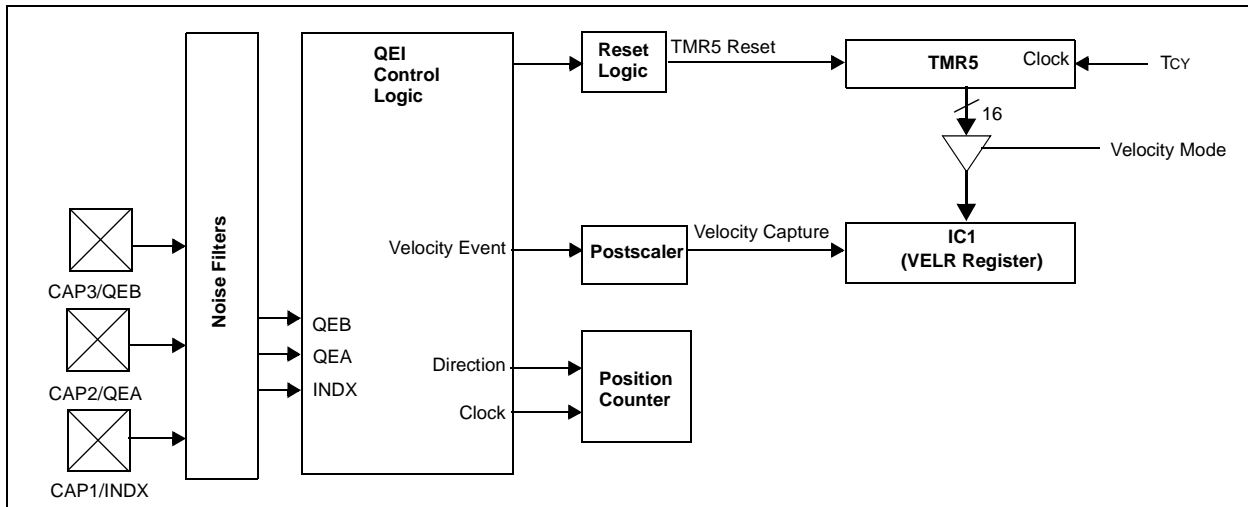 QEI
Control
Logic
Reset
Logic
TMR5 Reset
TMR5
Clock
TCY
16
Velocity Mode
Noise Filters
CAP3/QEB
CAP2/QEA
CAP1/INDX
QEB
QEA
INDX
Velocity Event
Postscaler
Velocity Capture
IC1
(VELR Register)
Direction
Clock
Position
Counter